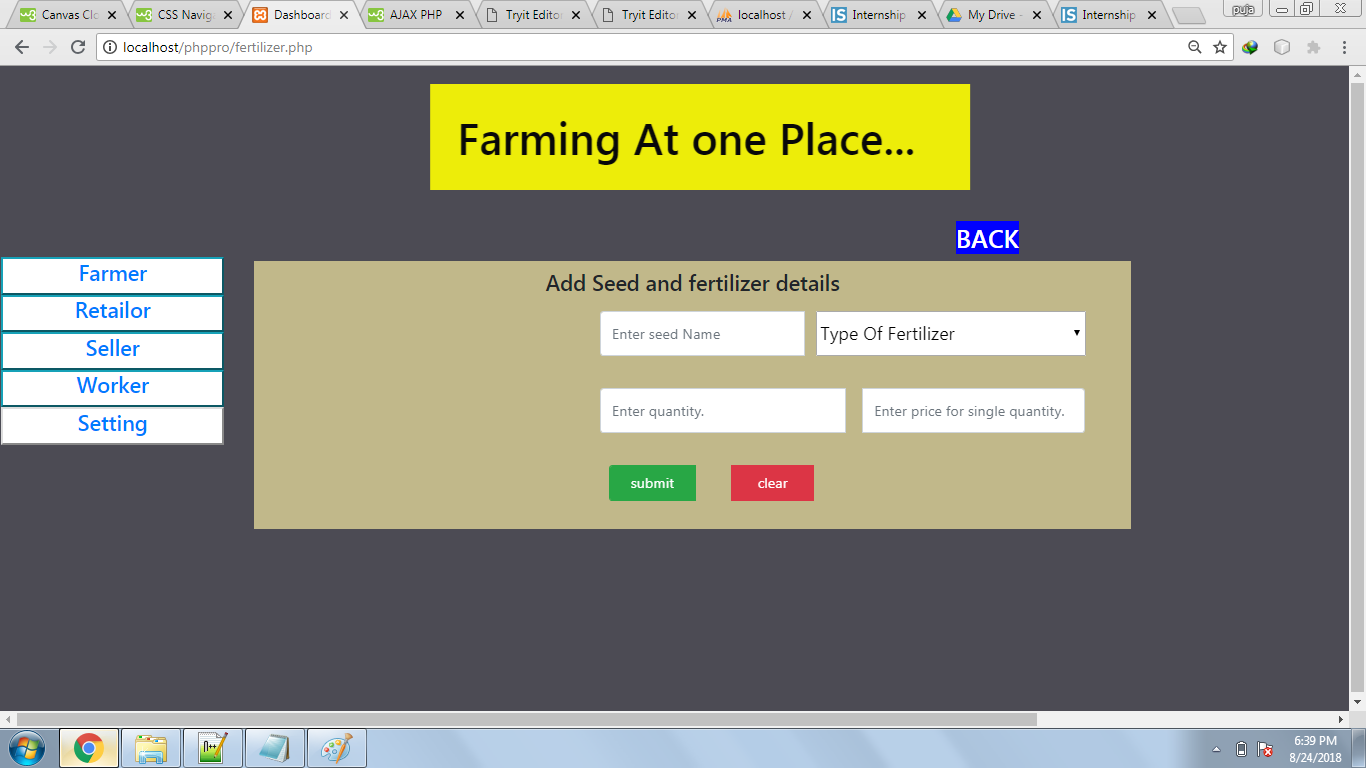 Canvas Clo CSS Naviga Dashboard AJAX PHP Tryit Editor Tryit Editor localhost / Internship My Drive - Internship puja
localhost/phppro/fertilizer.php
Farming At one Place...
BACK
Farmer
Retailor
Seller
Worker
Setting
Add Seed and fertilizer details
Enter seed Name Type Of Fertilizer
Enter quantity. Enter price for single quantity.
submit clear
6:39 PM
8/24/2018